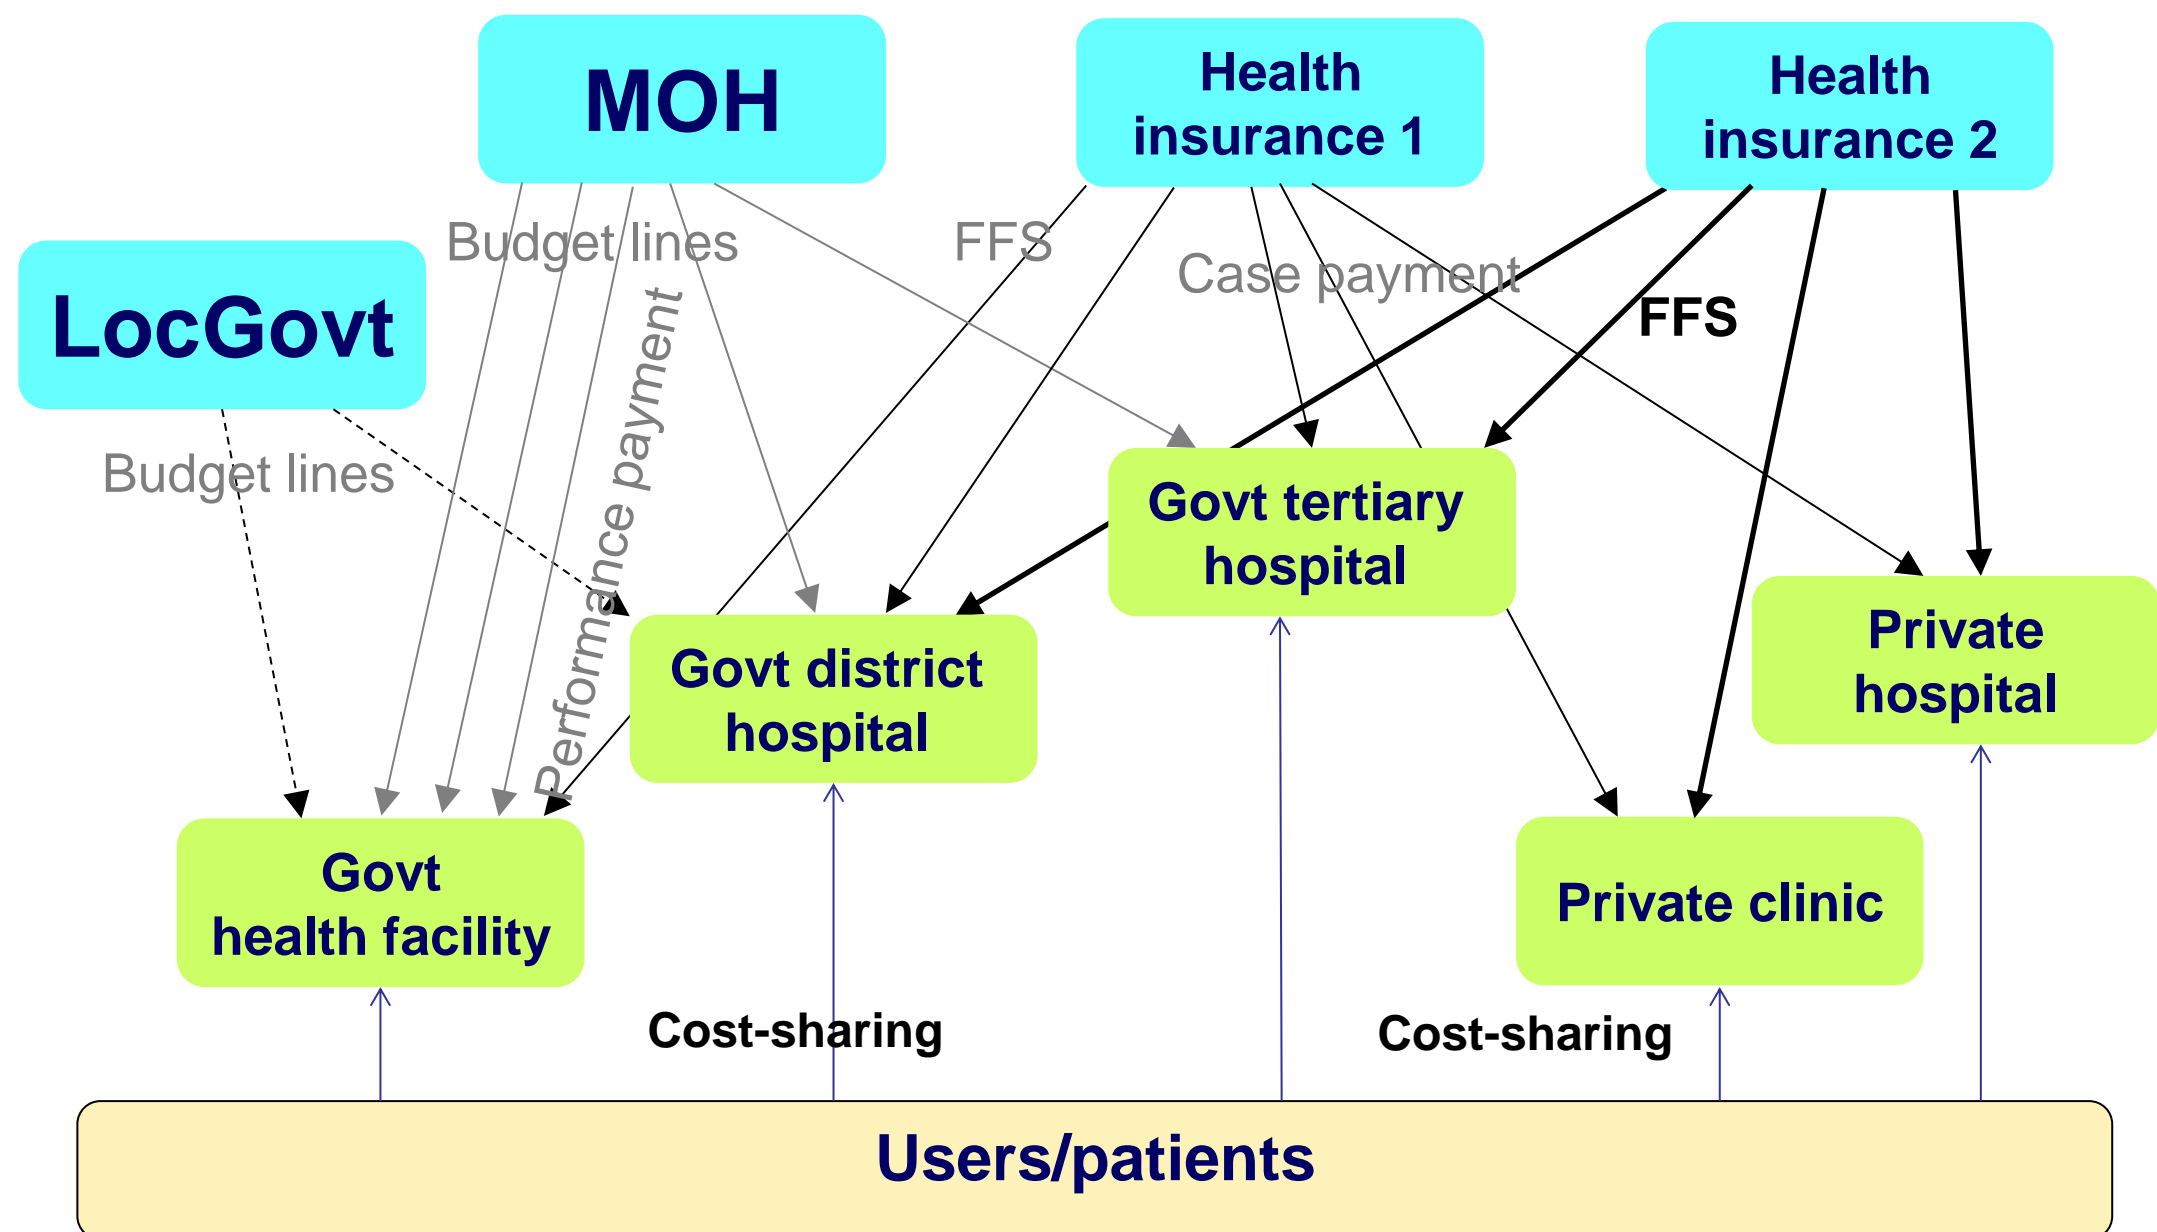 MOH
Health
insurance 1
Health
insurance 2
Budget lines
FFS
Case payment
LocGovt
FFS
Budget lines
Performance payment
Govt tertiary
hospital
Private
hospital
Govt district
hospital
Govt
health facility
Private clinic
Cost-sharing
Cost-sharing
Users/patients